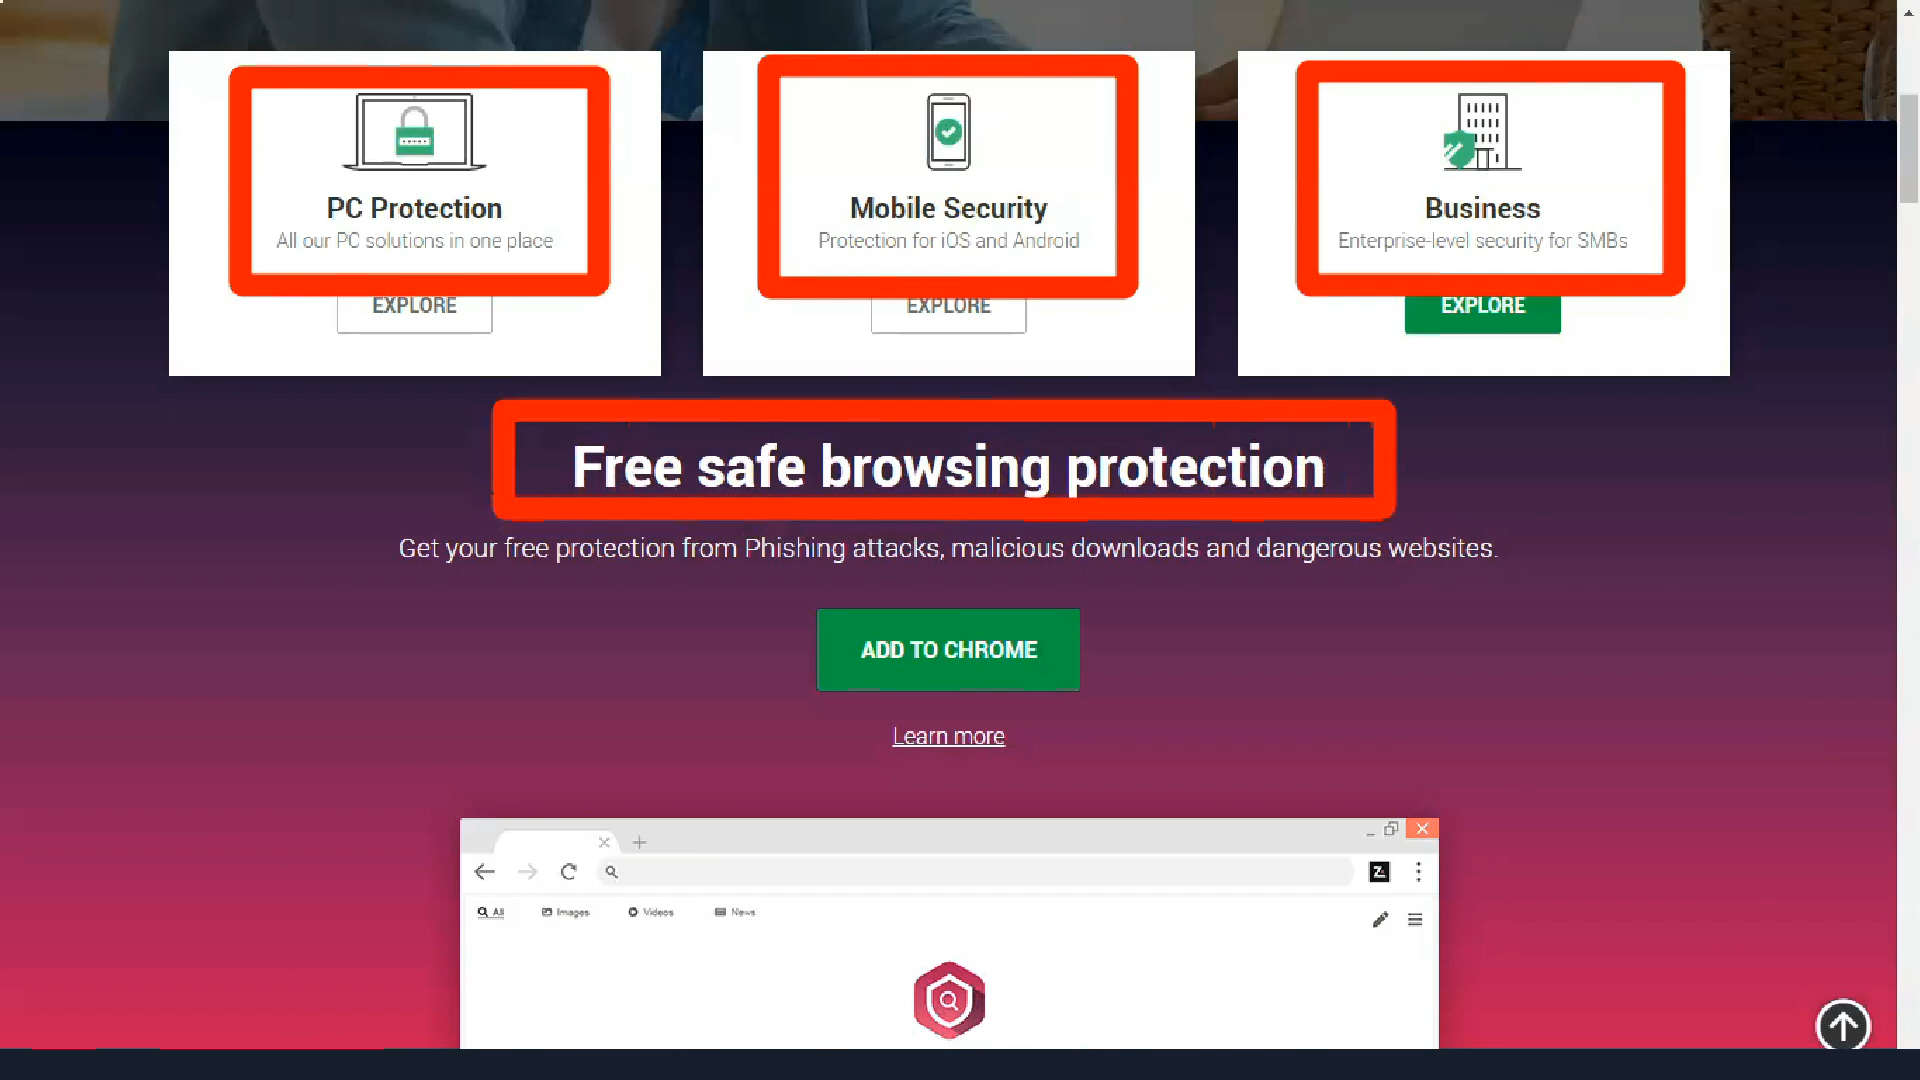 PC Protection
All our PC solutions in one place
EXPLORE
Mobile Security
Protection for iOS and Android
EXPLORE
Business
Enterprise-level security for SMBs
EXPLORE
Free safe browsing protection
Get your free protection from Phishing attacks, malicious downloads and dangerous websites.
ADD TO CHROME
Learn more
Z
All Images Videos News